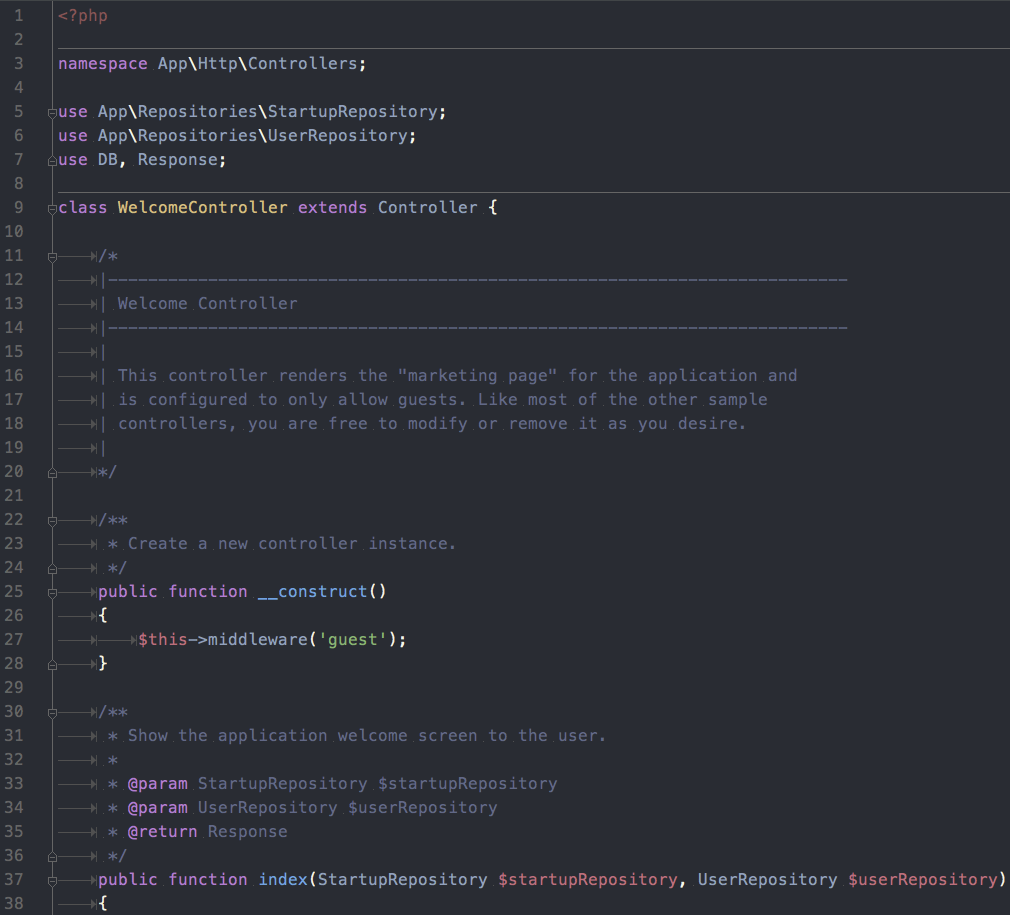 1 <?php
2
3 namespace App\Http\Controllers;
4
5 use App\Repositories\StartupRepository;
6 use App\Repositories\UserRepository;
7 use DB, Response;
8
9 class WelcomeController extends Controller {
10
11 /*
12 |--------------------------------------------------------------------------
13 | Welcome Controller
14 |--------------------------------------------------------------------------
15 |
16 | This controller renders the "marketing page" for the application and
17 | is configured to only allow guests. Like most of the other sample
18 | controllers, you are free to modify or remove it as you desire.
19 |
20 */
21
22 /**
23 * Create a new controller instance.
24 */
25 public function __construct()
26 {
27 $this->middleware('guest');
28 }
29
30 /**
31 * Show the application welcome screen to the user.
32 *
33 * @param StartupRepository $startupRepository
34 * @param UserRepository $userRepository
35 * @return Response
36 */
37 public function index(StartupRepository $startupRepository, UserRepository $userRepository)
38 {